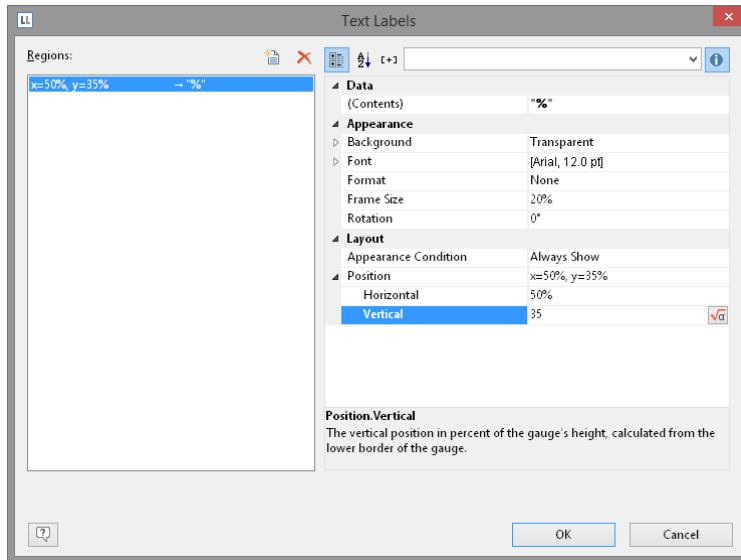 LL Text Labels
Regions:
[+]
x=50%, y=35% → "%"
Data
(Contents) "%"
Appearance
Background Transparent
Font [Arial, 12.0 pt]
Format None
Frame Size 20%
Rotation 0°
Layout
Appearance Condition Always Show
Position x=50%, y=35%
Horizontal 50%
Vertical 35
Position.Vertical
The vertical position in percent of the gauge's height, calculated from the
lower border of the gauge.
OK Cancel